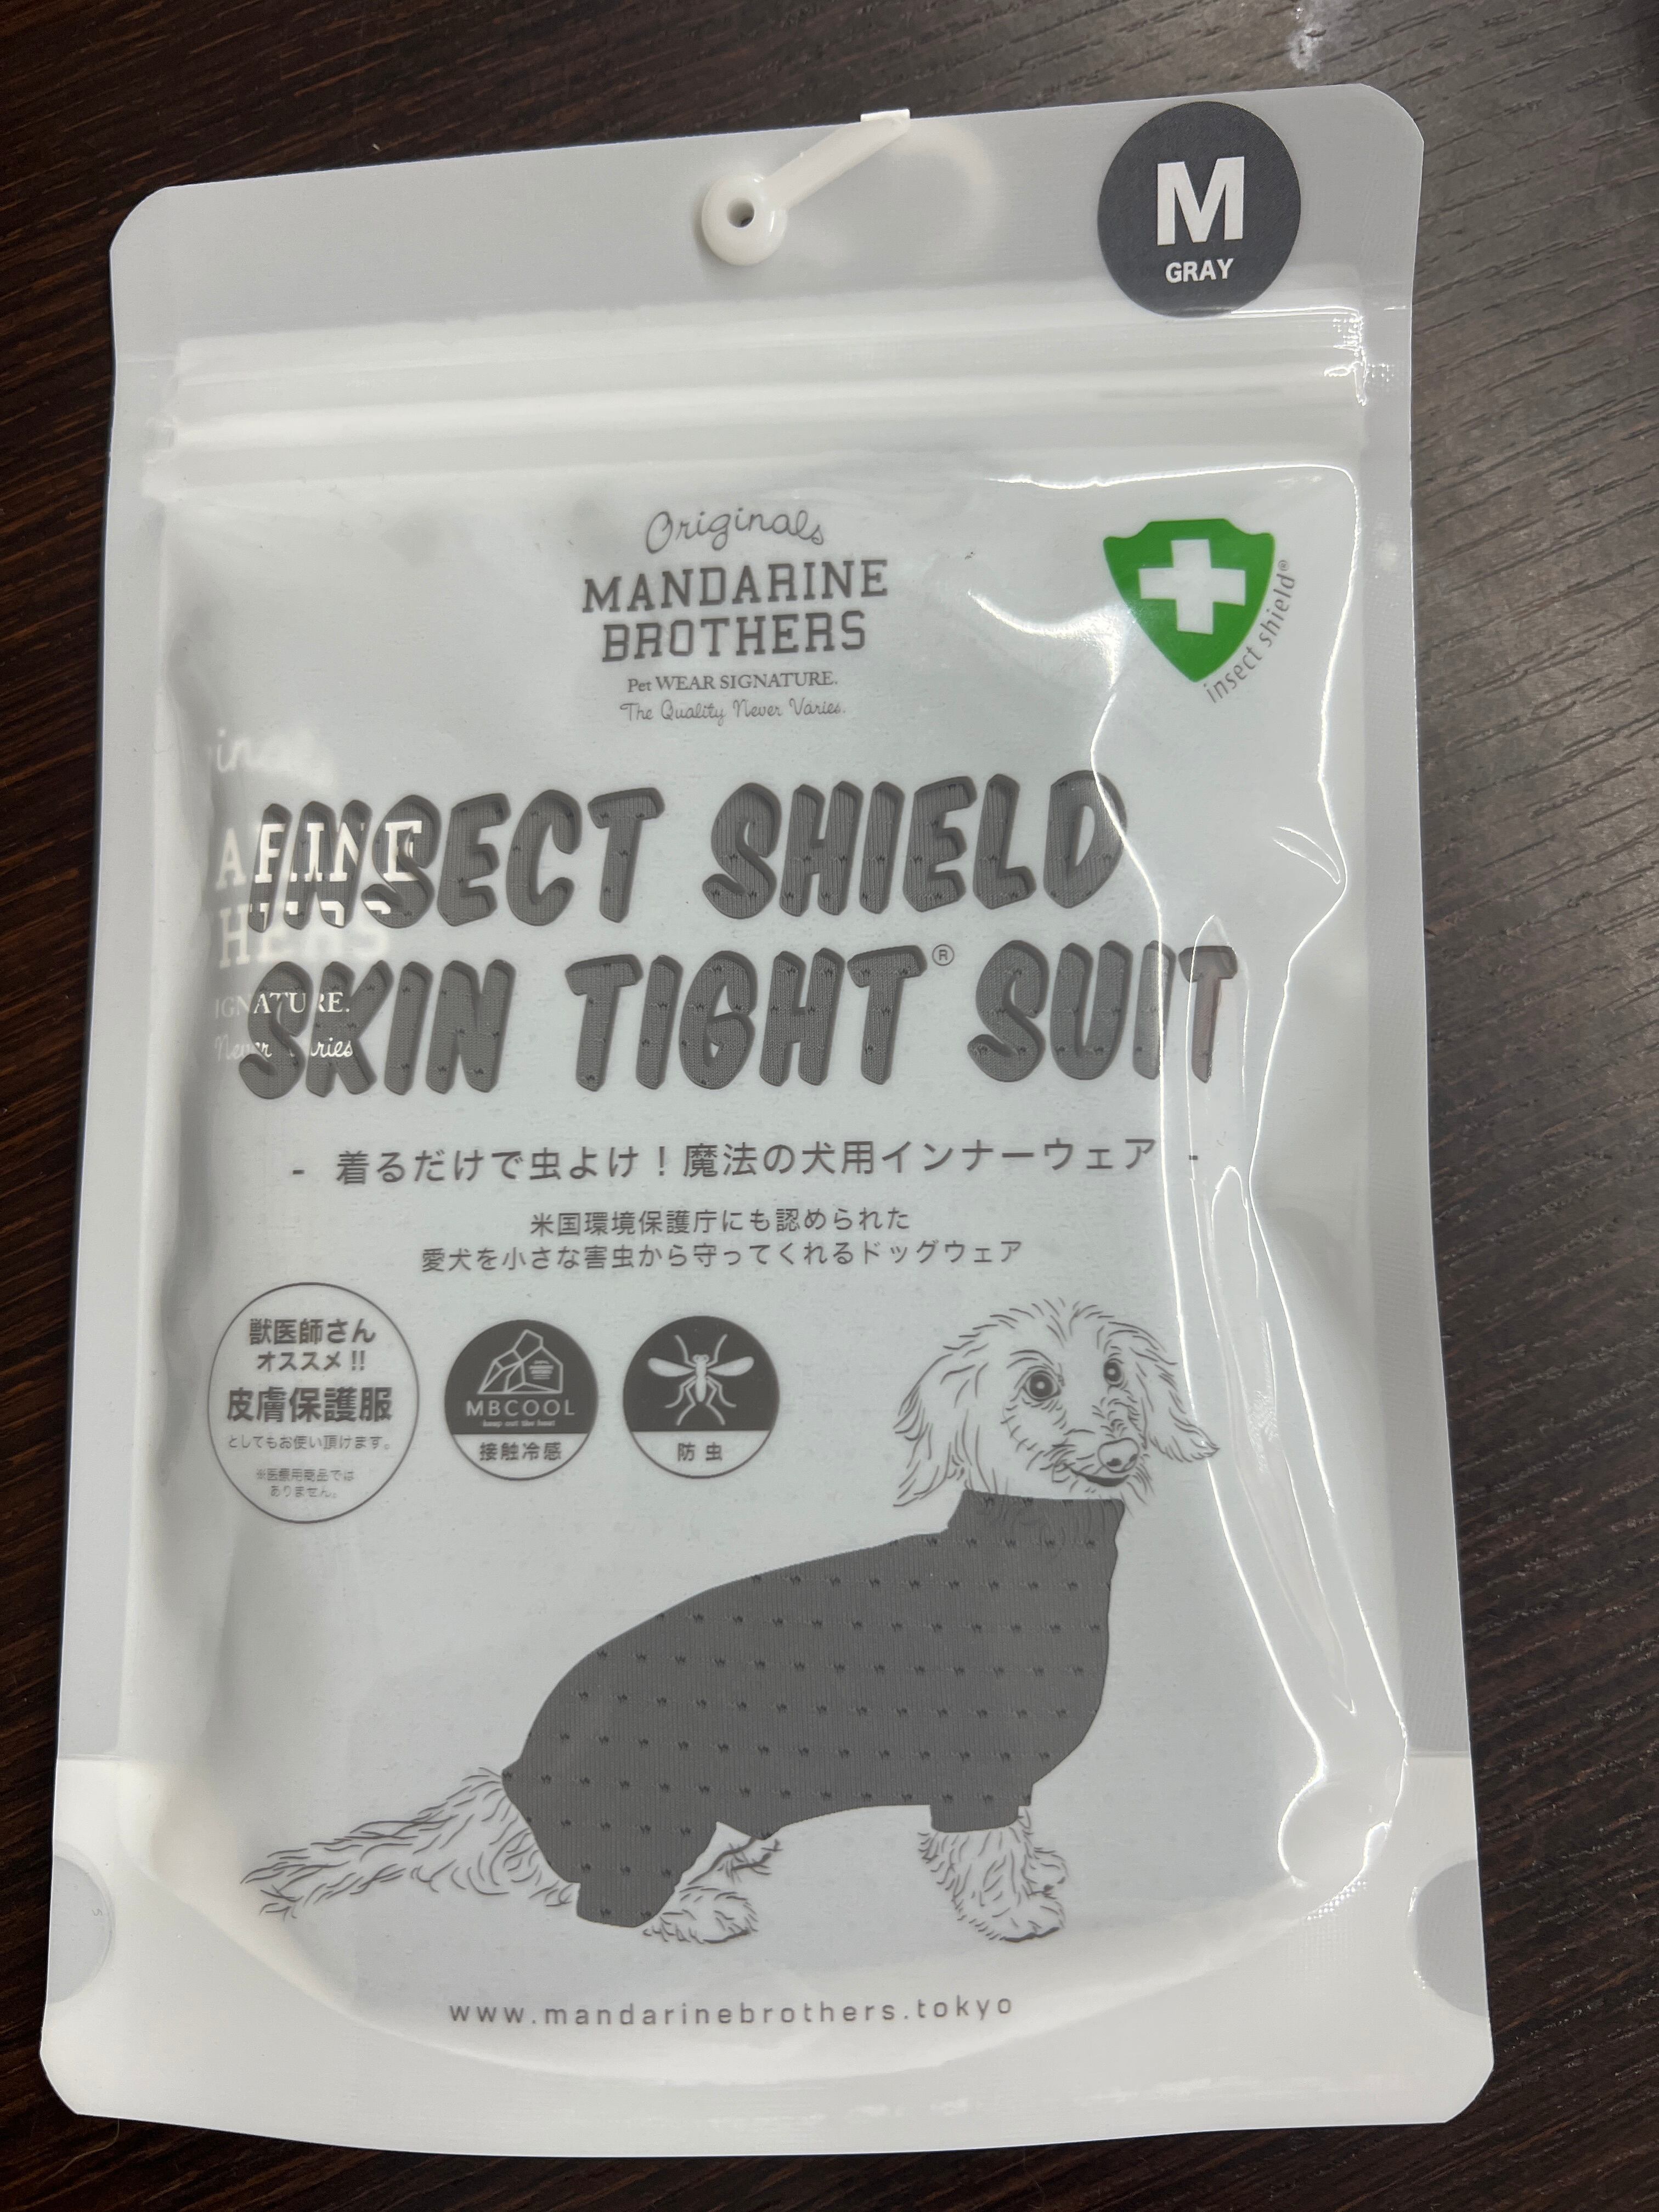 M
GRAY
Originals
MANDARINE
BROTHERS
Pet WEAR SIGNATURE.
The Quality Never Varies.
insect shield®
INSECT SHIELD
SKIN TIGHT® SUIT
- 着るだけで虫よけ！魔法の犬用インナーウェア -
米国環境保護庁にも認められた
愛犬を小さな害虫から守ってくれるドッグウェア
獣医師さん
オススメ!!
皮膚保護服
としてもお使い頂けます。
※医療用商品では
ありません。
MBCOOL
keep out the heat
接触冷感
防虫
www.mandarinebrothers.tokyo